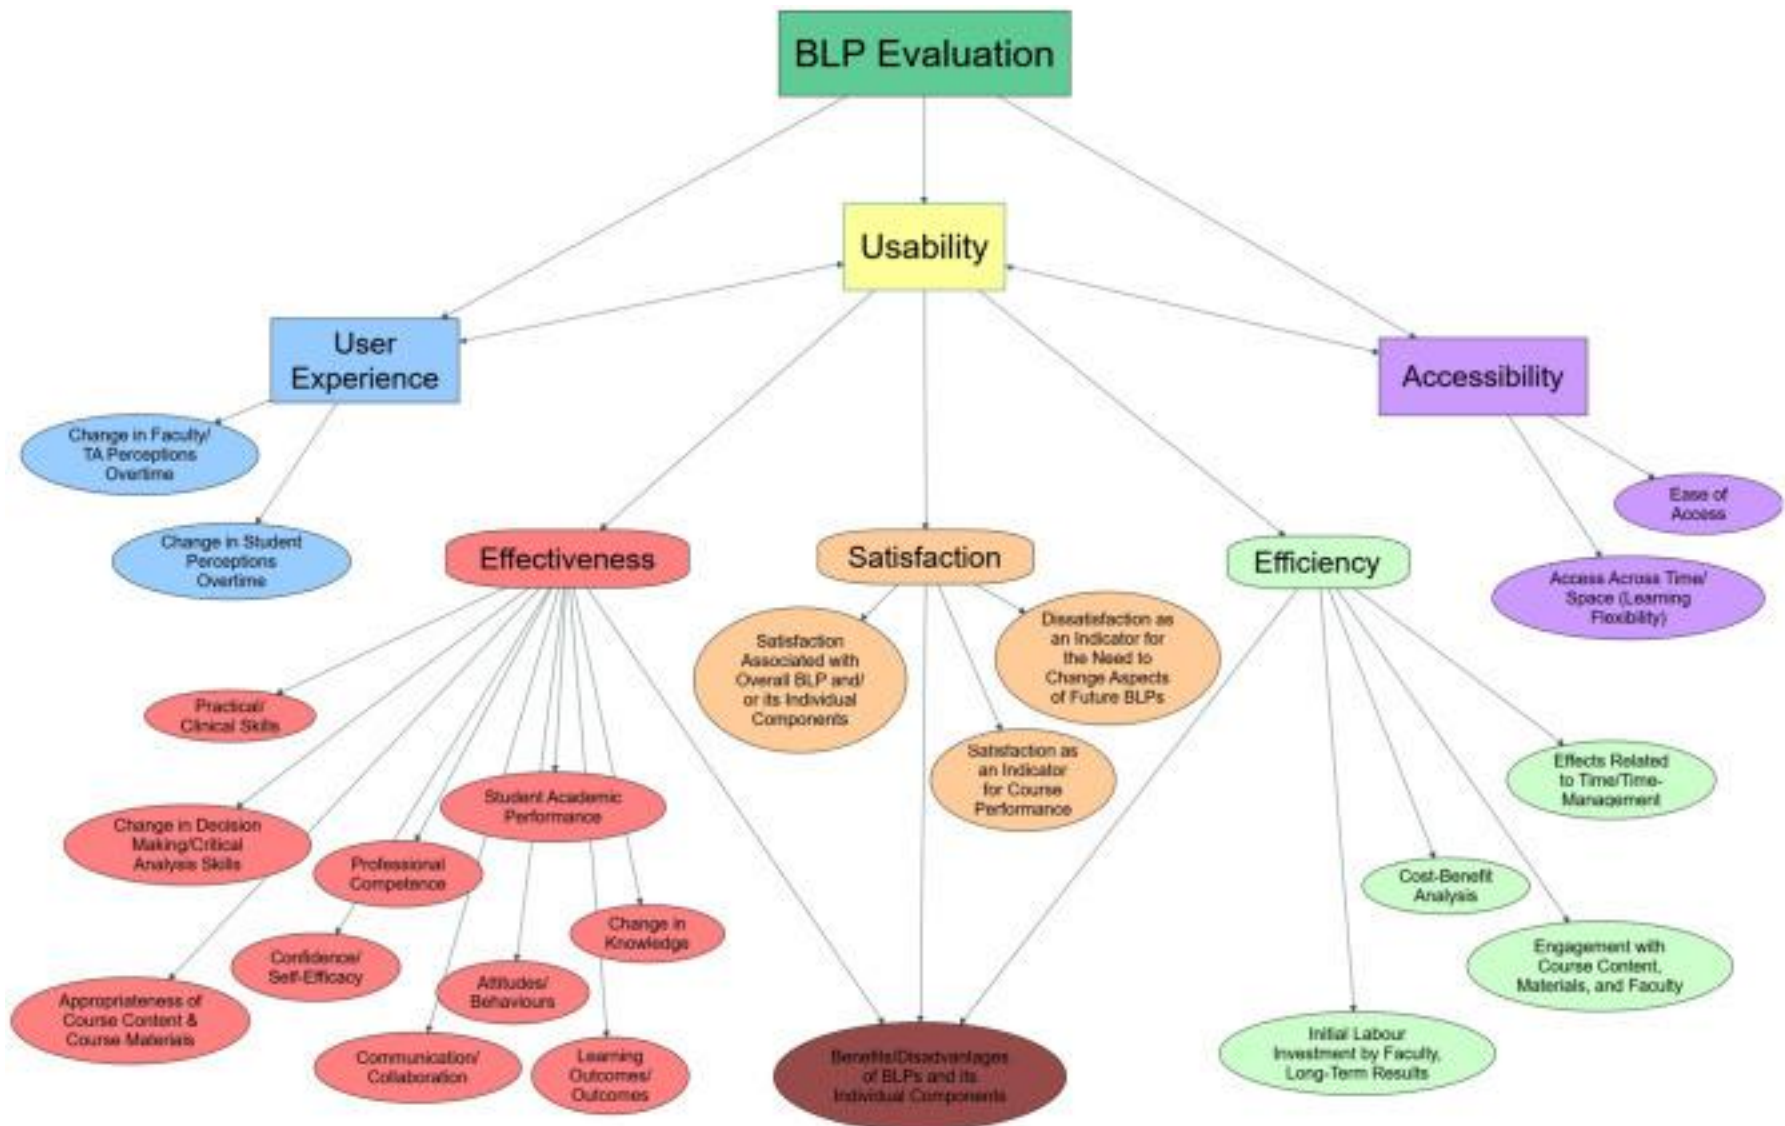 BLP Evaluation
Usability
User
Experience
Accessibility
Change in Faculty/
TA Perceptions
Overtime
Change in Student
Perceptions
Overtime
Ease of
Access
Access Across Time/
Space (Learning
Flexibility)
Effectiveness
Satisfaction
Efficiency
Practical/
Clinical Skills
Change in Decision
Making/Critical
Analysis Skills
Appropriateness of
Course Content &
Course Materials
Confidence/
Self-Efficacy
Professional
Competence
Communication/
Collaboration
Student Academic
Performance
Attitudes/
Behaviours
Learning
Outcomes/
Outcomes
Change in
Knowledge
Satisfaction
Associated with
Overall BLP and/
or its Individual
Components
Satisfaction as
an Indicator
for Course
Performance
Dissatisfaction as
an Indicator for
the Need to
Change Aspects
of Future BLPs
Benefits/Disadvantages
of BLPs and its
Individual Components
Effects Related
to Time/Time-
Management
Cost-Benefit
Analysis
Engagement with
Course Content,
Materials, and Faculty
Initial Labour
Investment by Faculty,
Long-Term Results